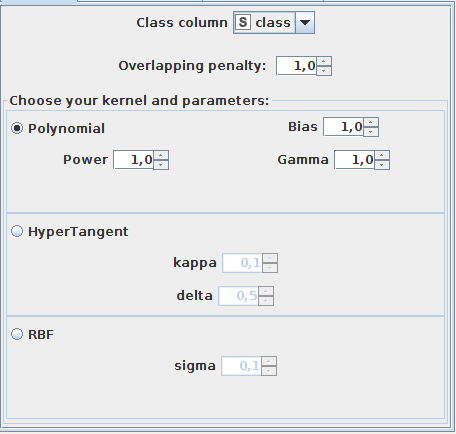 Class column S class
Overlapping penalty: 1,0
Choose your kernel and parameters:
Polynomial Bias 1,0
Power 1,0 Gamma 1,0
HyperTangent
kappa 0,1
delta 0,5
RBF
sigma 0,1